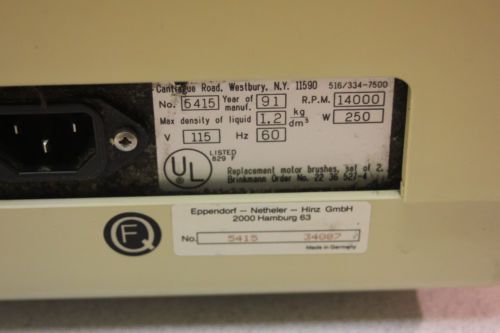 Cantiague Road, Westbury, N.Y. 11590 516/334-7500
No. 5415 Year of manuf. 91 R.P.M. 14000
Max density of liquid 1,2 kg dm³ W 250
V 115 Hz 60
UL ®
LISTED
829 F
Replacement motor brushes, set of 2.
Brinkmann Order No. 22 36 527-4
Eppendorf – Netheler – Hinz GmbH
2000 Hamburg 63
No. 5415 34087
Made in Germany
QF